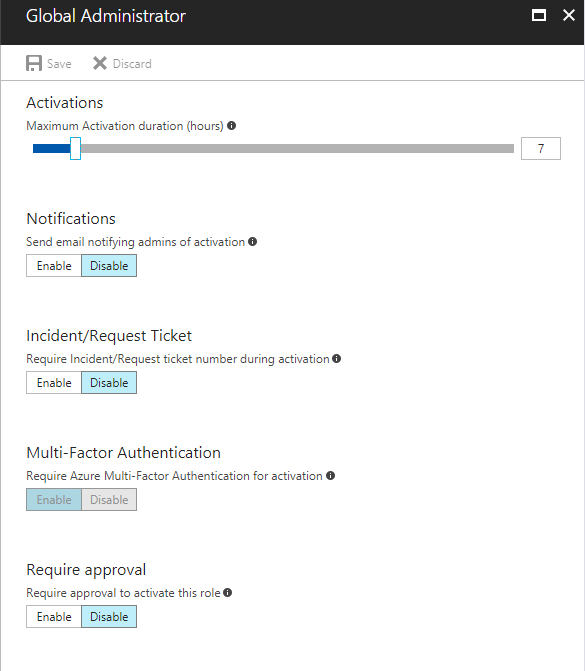 Global Administrator
Save Discard
Activations
Maximum Activation duration (hours)
7
Notifications
Send email notifying admins of activation
Enable Disable
Incident/Request Ticket
Require Incident/Request ticket number during activation
Enable Disable
Multi-Factor Authentication
Require Azure Multi-Factor Authentication for activation
Enable Disable
Require approval
Require approval to activate this role
Enable Disable